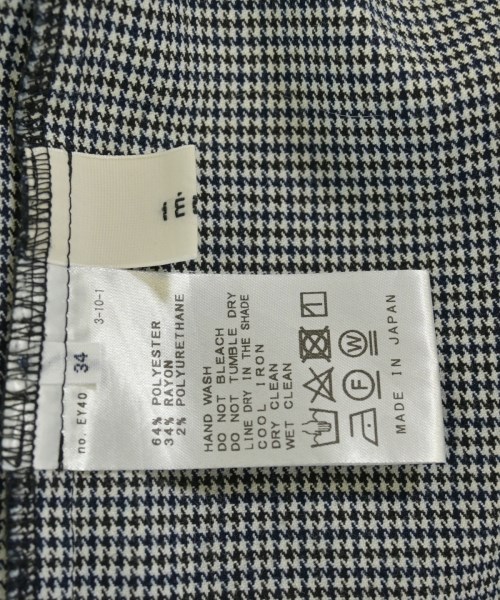 no. EY40 34 3-10-1
64% POLYESTER
34% RAYON
2% POLYURETHANE
HAND WASH
DO NOT BLEACH
DO NOT TUMBLE DRY
LINE DRY IN THE SHADE
COOL IRON
DRY CLEAN
WET CLEAN
F W
MADE IN JAPAN